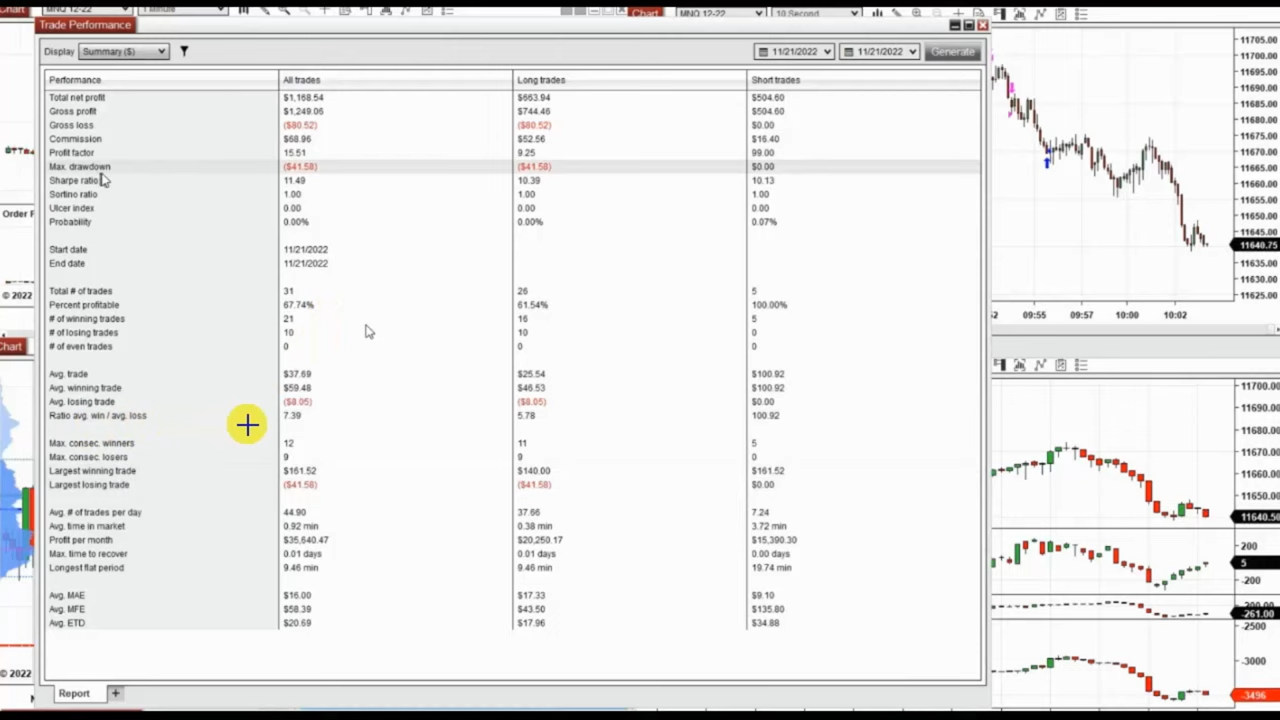 Chart MNQ 12-22 1 Minute Chart MNQ 12-22 10 Second
Trade Performance
Display Summary ($) 11/21/2022 11/21/2022 Generate
Performance All trades Long trades Short trades
Total net profit $1,168.54 $663.94 $504.60
Gross profit $1,249.06 $744.46 $504.60
Gross loss ($80.52) ($80.52) $0.00
Commission $68.96 $52.56 $16.40
Profit factor 15.51 9.25 99.00
Max. drawdown ($41.58) ($41.58) $0.00
Sharpe ratio 11.49 10.39 10.13
Sortino ratio 1.00 1.00 1.00
Ulcer index 0.00 0.00 0.00
Probability 0.00% 0.00% 0.07%
Start date 11/21/2022
End date 11/21/2022
Total # of trades 31 26 5
Percent profitable 67.74% 61.54% 100.00%
# of winning trades 21 16 5
# of losing trades 10 10 0
# of even trades 0 0 0
Avg. trade $37.69 $25.54 $100.92
Avg. winning trade $59.48 $46.53 $100.92
Avg. losing trade ($8.05) ($8.05) $0.00
Ratio avg. win / avg. loss 7.39 5.78 100.92
Max. consec. winners 12 11 5
Max. consec. losers 9 9 0
Largest winning trade $161.52 $140.00 $161.52
Largest losing trade ($41.58) ($41.58) $0.00
Avg. # of trades per day 44.90 37.66 7.24
Avg. time in market 0.92 min 0.38 min 3.72 min
Profit per month $35,640.47 $20,250.17 $15,390.30
Max. time to recover 0.01 days 0.01 days 0.00 days
Longest flat period 9.46 min 9.46 min 19.74 min
Avg. MAE $16.00 $17.33 $9.10
Avg. MFE $58.39 $43.50 $135.80
Avg. ETD $20.69 $17.96 $34.88
Report +
Order F
© 2022
Chart
© 2022
11705.00
11700.00
11695.00
11690.00
11685.00
11680.00
11675.00
11670.00
11665.00
11660.00
11655.00
11650.00
11640.75
11635.00
11630.00
11625.00
09:55 09:57 10:00 10:02
11700.00
11690.00
11680.00
11670.00
11660.00
11650.00
11640.50
200
5
-200
-261.00
-2500
-3000
-3496